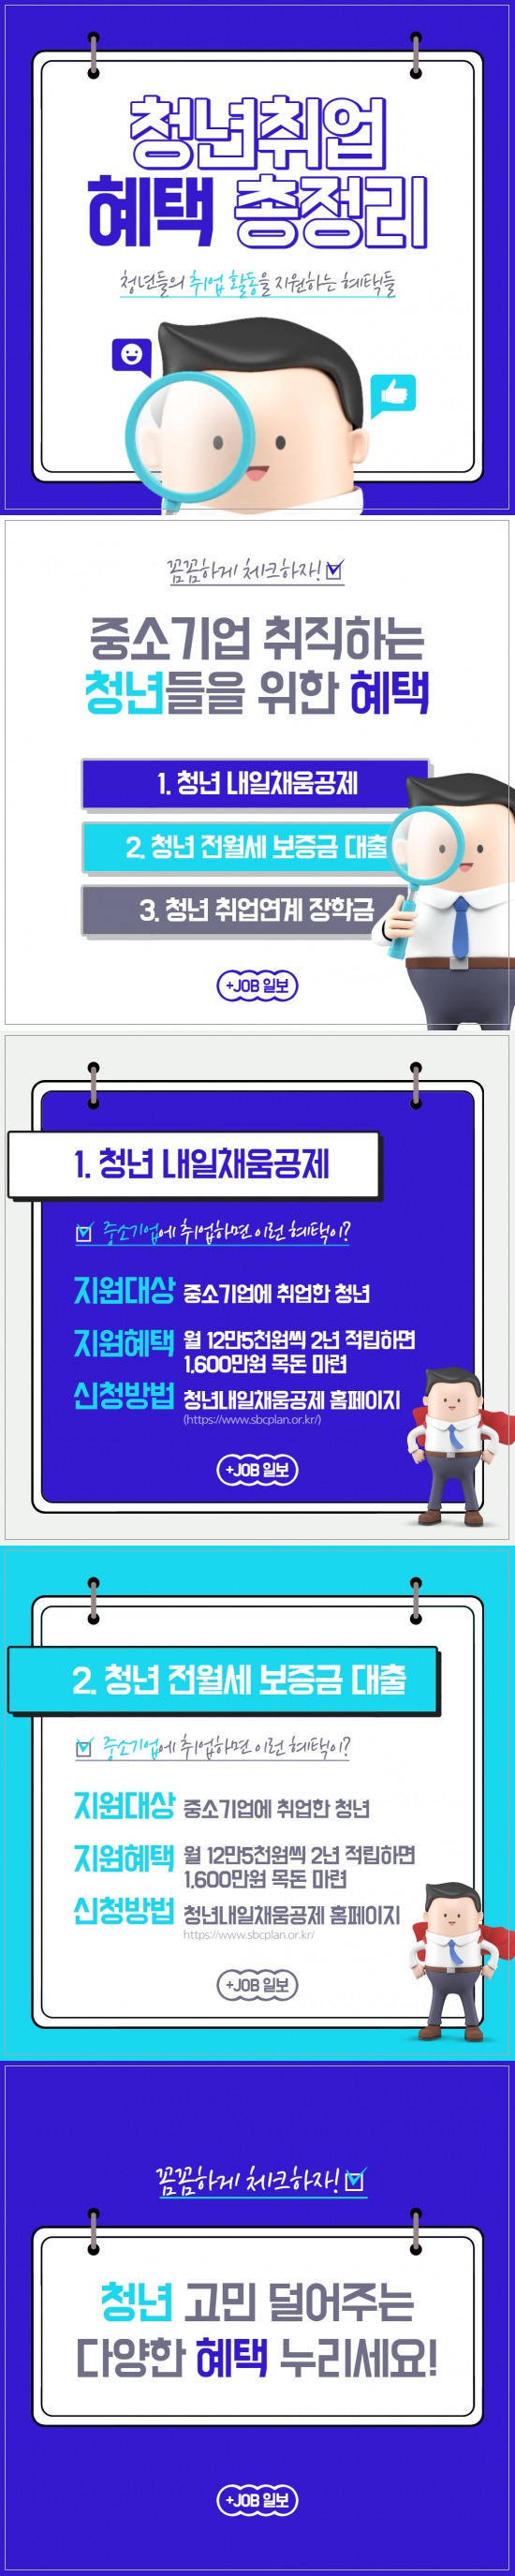 청년취업
혜택 총정리
청년들의 취업 활동을 지원하는 혜택들
꼼꼼하게 체크하자!
중소기업 취직하는
청년들을 위한 혜택
1. 청년 내일채움공제
2. 청년 전월세 보증금 대출
3. 청년 취업연계 장학금
+JOB 일보
1. 청년 내일채움공제
중소기업에 취업하면 이런 혜택이?
지원대상 중소기업에 취업한 청년
지원혜택 월 12만5천원씩 2년 적립하면
1,600만원 목돈 마련
신청방법 청년내일채움공제 홈페이지
(https://www.sbcplan.or.kr/)
+JOB 일보
2. 청년 전월세 보증금 대출
중소기업에 취업하면 이런 혜택이?
지원대상 중소기업에 취업한 청년
지원혜택 월 12만5천원씩 2년 적립하면
1,600만원 목돈 마련
신청방법 청년내일채움공제 홈페이지
https://www.sbcplan.or.kr/
+JOB 일보
꼼꼼하게 체크하자!
청년 고민 덜어주는
다양한 혜택 누리세요!
+JOB 일보